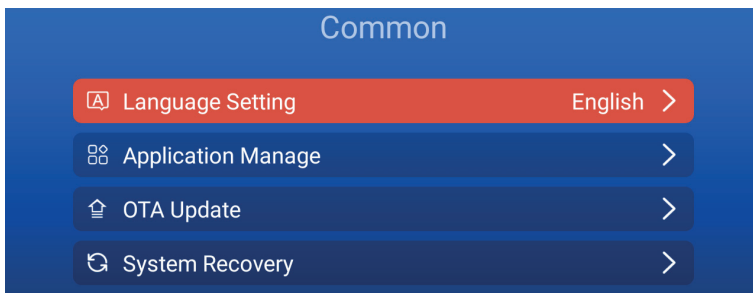 Common
Language Setting English
Application Manage
OTA Update
System Recovery